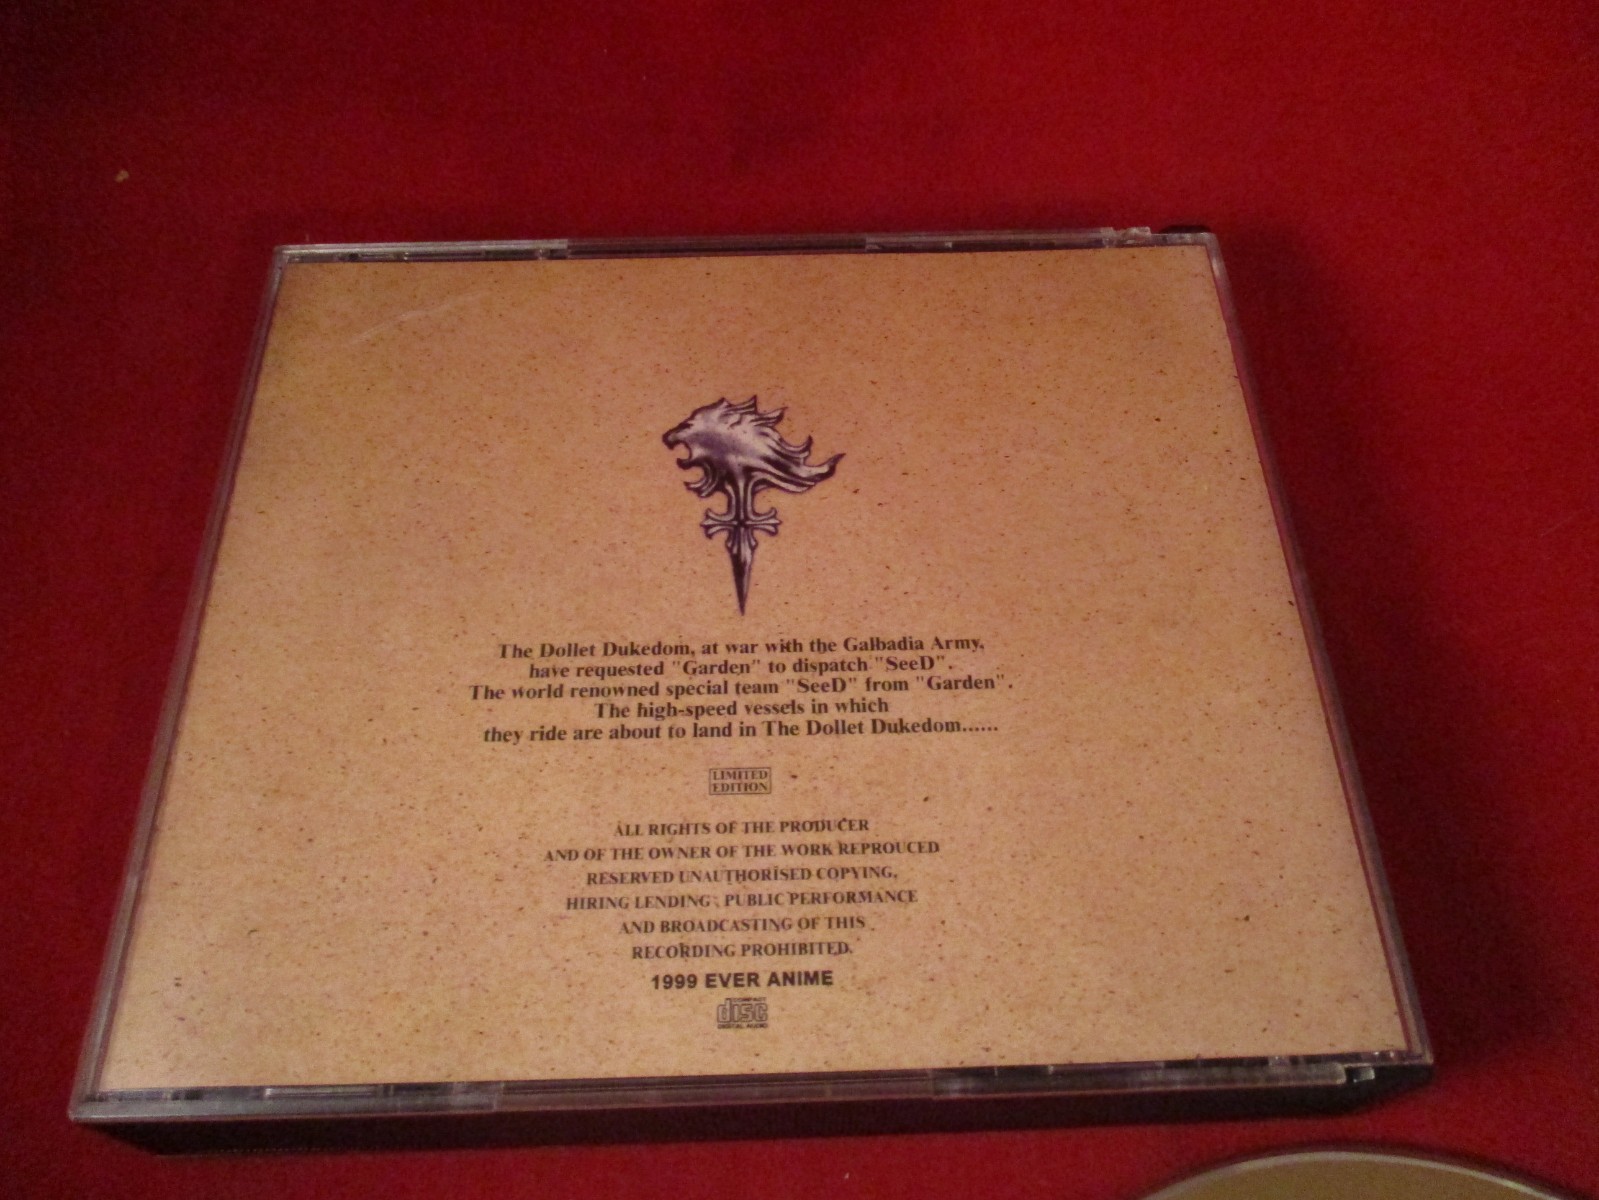 The Dollet Dukedom, at war with the Galbadia Army,
have requested "Garden" to dispatch "SeeD".
The world renowned special team "SeeD" from "Garden".
The high-speed vessels in which
they ride are about to land in The Dollet Dukedom......
LIMITED
EDITION
ALL RIGHTS OF THE PRODUCER
AND OF THE OWNER OF THE WORK REPROUCED
RESERVED UNAUTHORISED COPYING,
HIRING LENDING, PUBLIC PERFORMANCE
AND BROADCASTING OF THIS
RECORDING PROHIBITED.
1999 EVER ANIME
COMPACT
disc
DIGITAL AUDIO